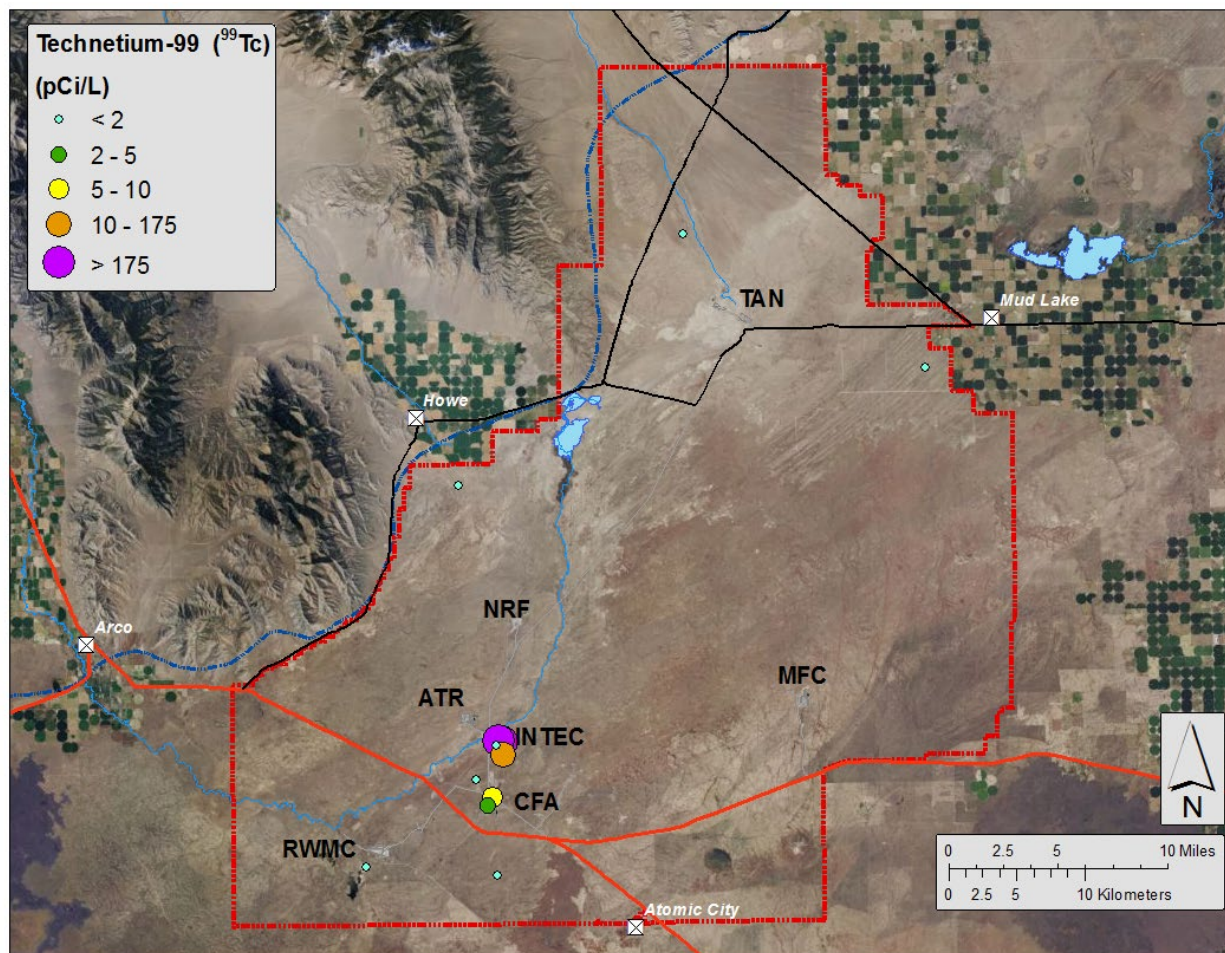 Technetium-99 (⁹⁹Tc)
(pCi/L)
< 2
2 - 5
5 - 10
10 - 175
> 175
TAN
Mud Lake
Howe
NRF
Arco
MFC
ATR
INTEC
CFA
RWMC
Atomic City
N
0 2.5 5 10 Miles
0 2.5 5 10 Kilometers